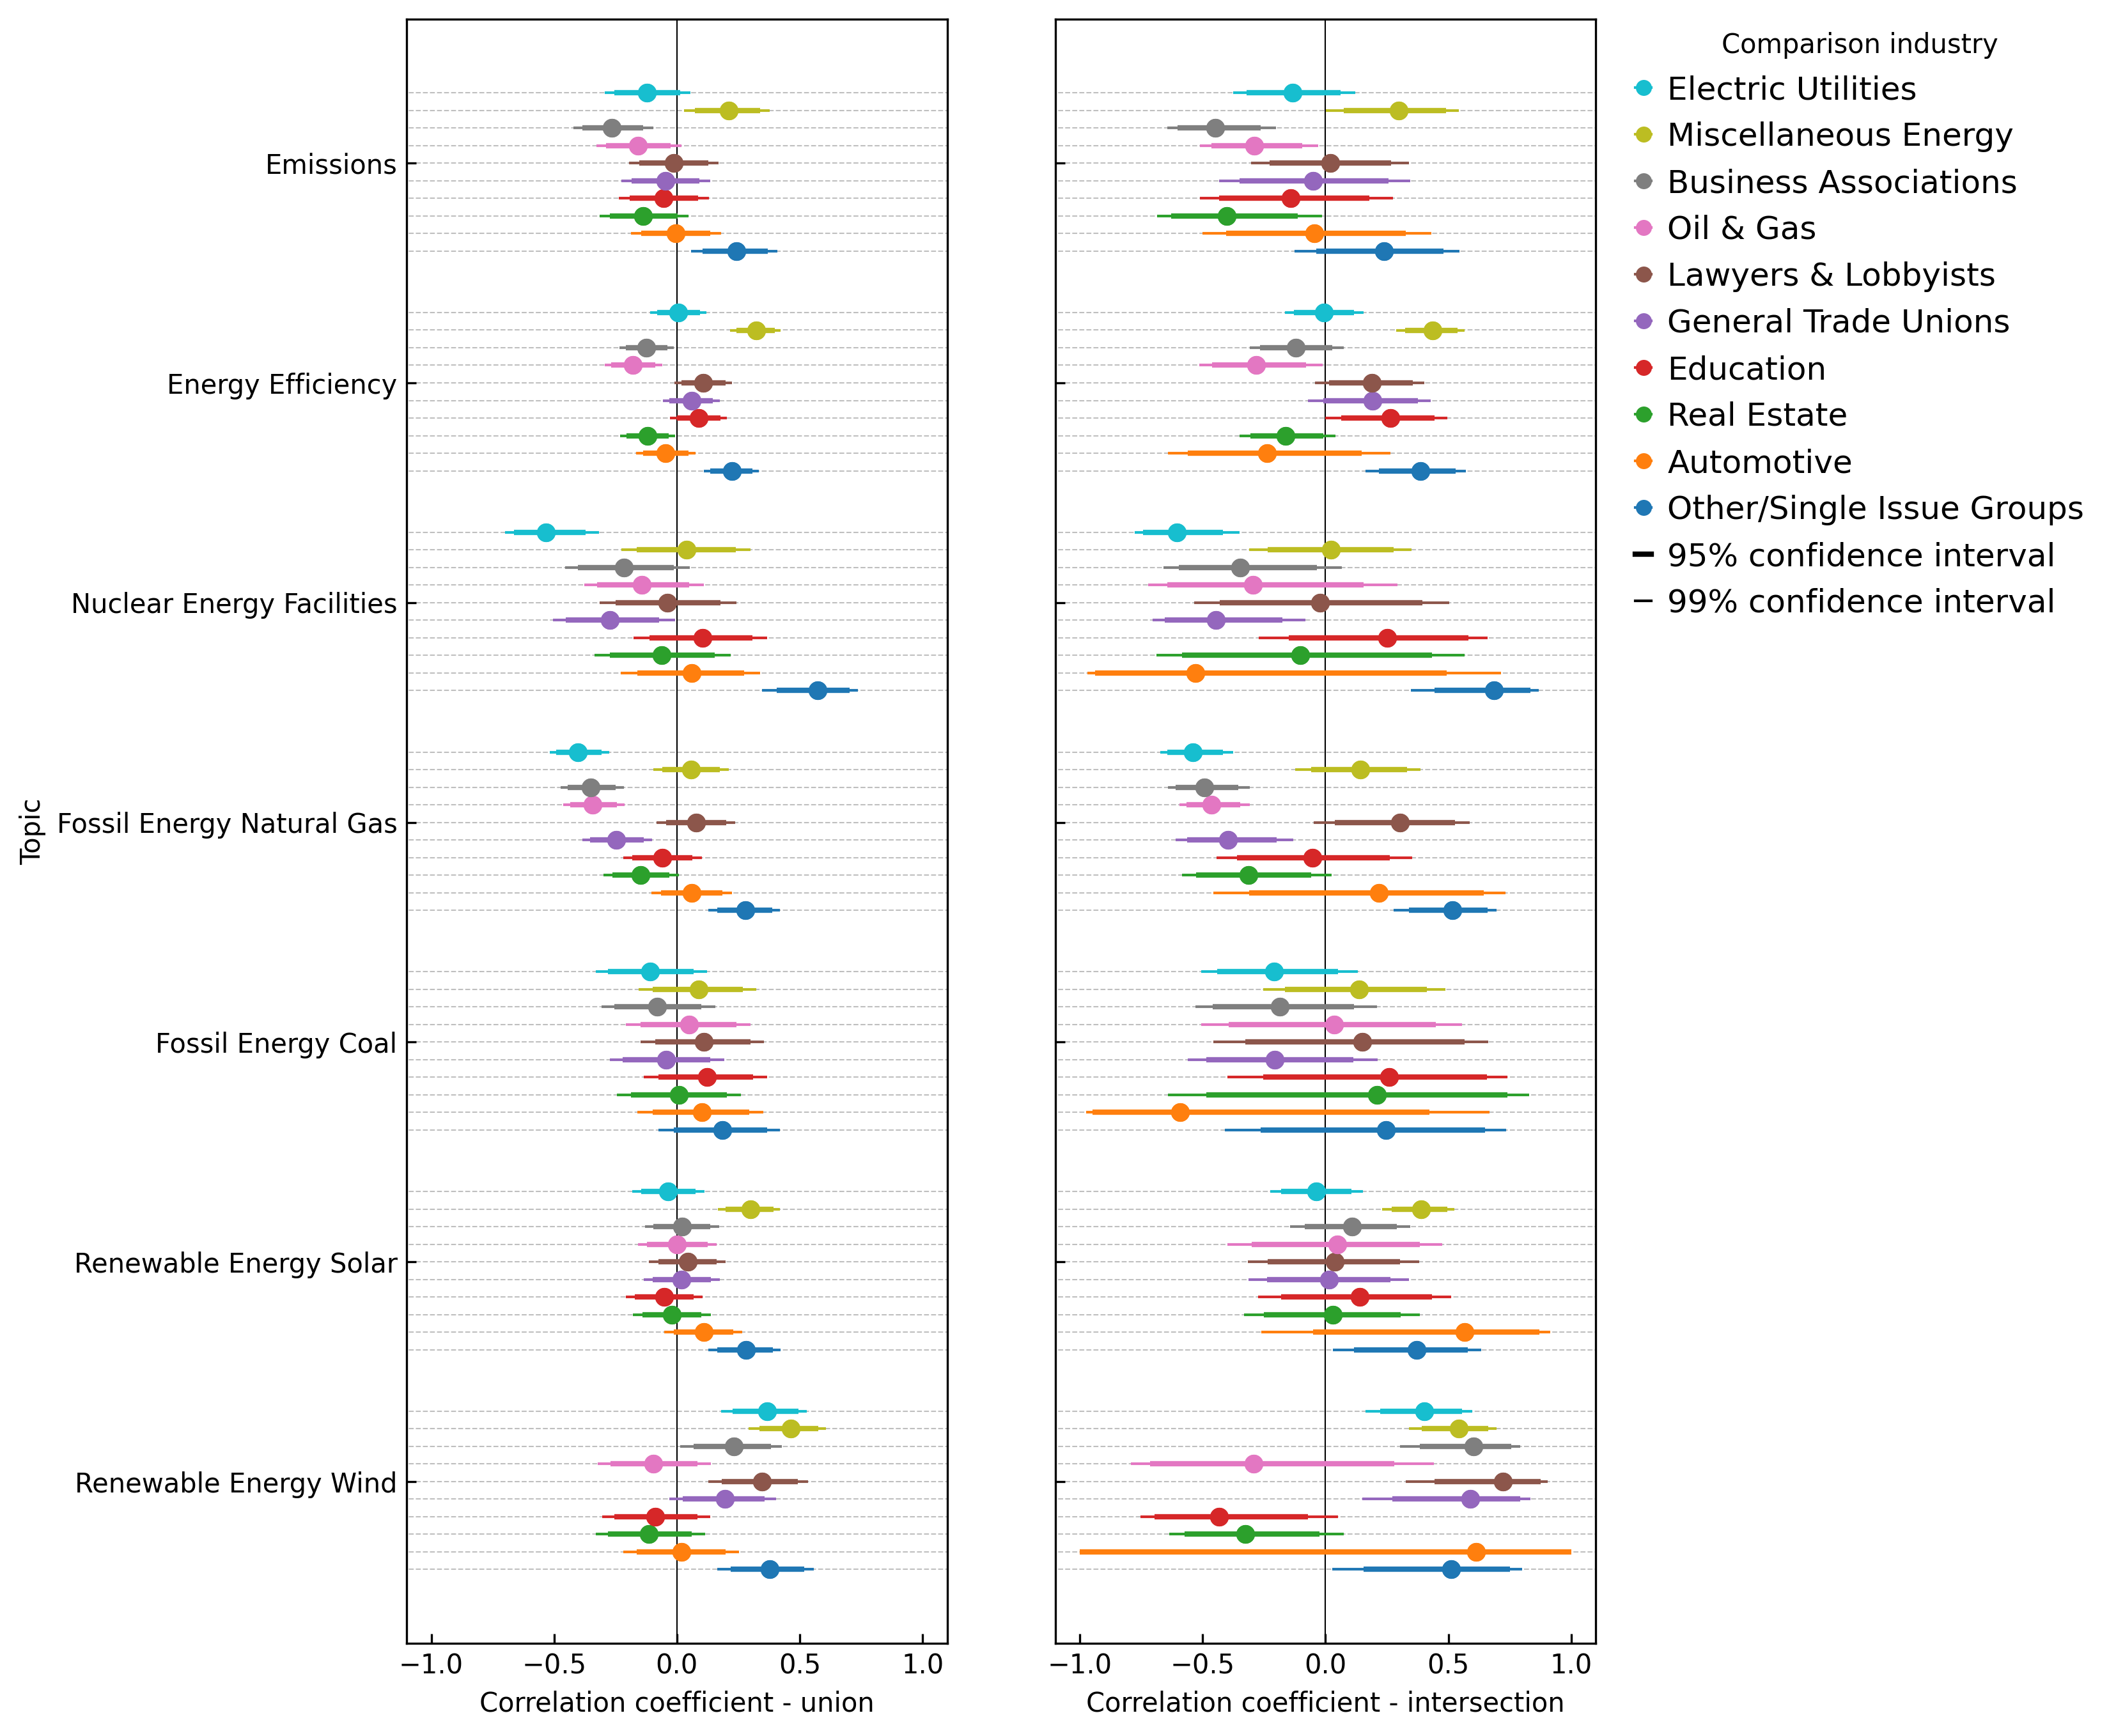 Comparison industry
Electric Utilities
Miscellaneous Energy
Business Associations
Oil & Gas
Lawyers & Lobbyists
General Trade Unions
Education
Real Estate
Automotive
Other/Single Issue Groups
95% confidence interval
99% confidence interval
Topic
Emissions
Energy Efficiency
Nuclear Energy Facilities
Fossil Energy Natural Gas
Fossil Energy Coal
Renewable Energy Solar
Renewable Energy Wind
−1.0 −0.5 0.0 0.5 1.0
Correlation coefficient - union
−1.0 −0.5 0.0 0.5 1.0
Correlation coefficient - intersection